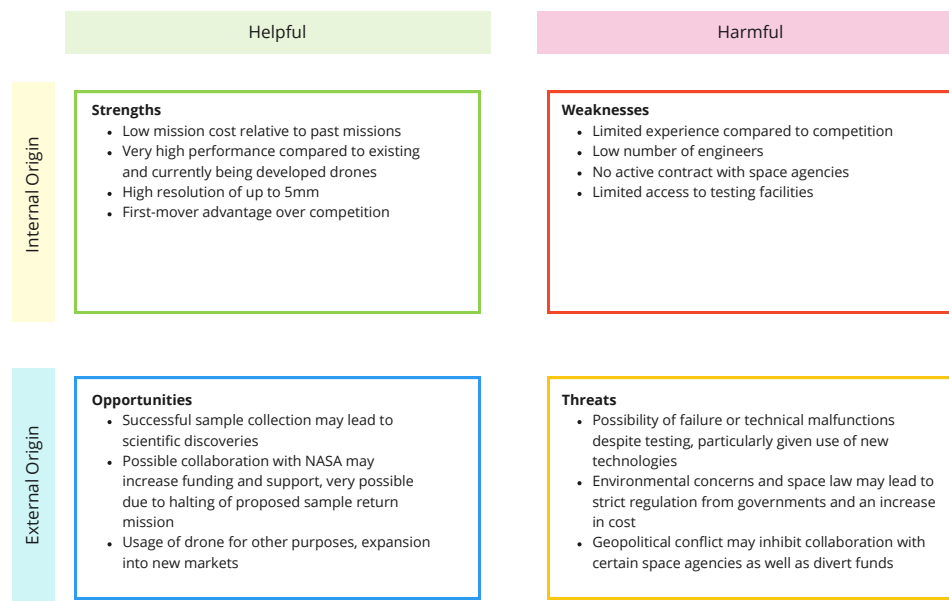 Helpful
Harmful
Internal Origin
Strengths
• Low mission cost relative to past missions
• Very high performance compared to existing
and currently being developed drones
• High resolution of up to 5mm
• First-mover advantage over competition
Weaknesses
• Limited experience compared to competition
• Low number of engineers
• No active contract with space agencies
• Limited access to testing facilities
External Origin
Opportunities
• Successful sample collection may lead to
scientific discoveries
• Possible collaboration with NASA may
increase funding and support, very possible
due to halting of proposed sample return
mission
• Usage of drone for other purposes, expansion
into new markets
Threats
• Possibility of failure or technical malfunctions
despite testing, particularly given use of new
technologies
• Environmental concerns and space law may lead to
strict regulation from governments and an increase
in cost
• Geopolitical conflict may inhibit collaboration with
certain space agencies as well as divert funds